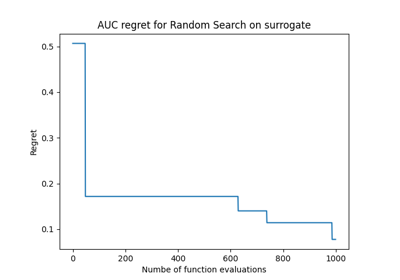 AUC regret for Random Search on surrogate
0.5
0.4
0.3
0.2
0.1
Regret
0 200 400 600 800 1000
Numbe of function evaluations